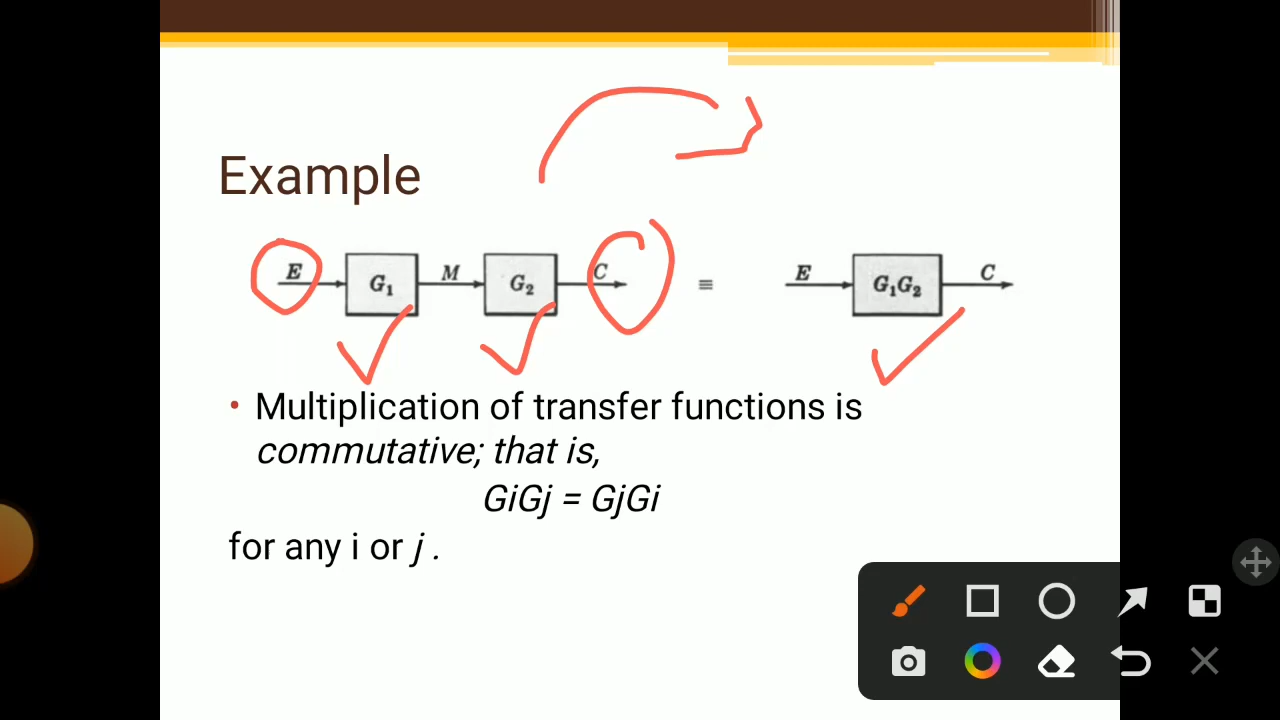 Example
E G₁ M G₂ C ≡ E G₁G₂ C
• Multiplication of transfer functions is
commutative; that is,
GiGj = GjGi
for any i or j .